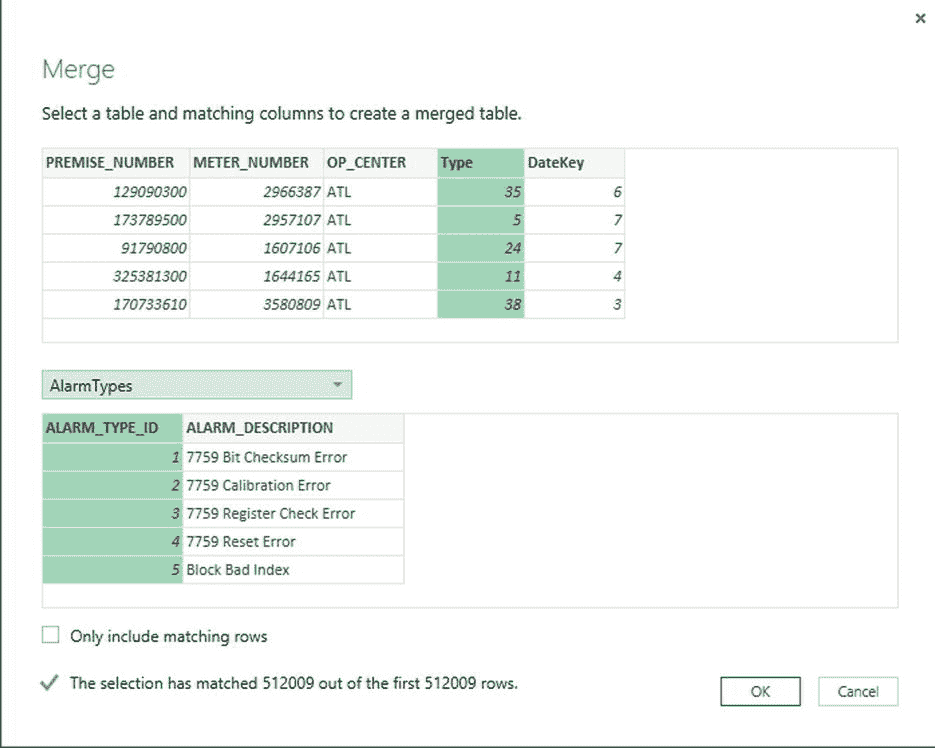 Merge
Select a table and matching columns to create a merged table.
PREMISE_NUMBER METER_NUMBER OP_CENTER Type DateKey
129090300 2966387 ATL 35 6
173789500 2957107 ATL 5 7
91790800 1607106 ATL 24 7
325381300 1644165 ATL 11 4
170733610 3580809 ATL 38 3
AlarmTypes
ALARM_TYPE_ID ALARM_DESCRIPTION
1 7759 Bit Checksum Error
2 7759 Calibration Error
3 7759 Register Check Error
4 7759 Reset Error
5 Block Bad Index
Only include matching rows
The selection has matched 512009 out of the first 512009 rows.
OK Cancel